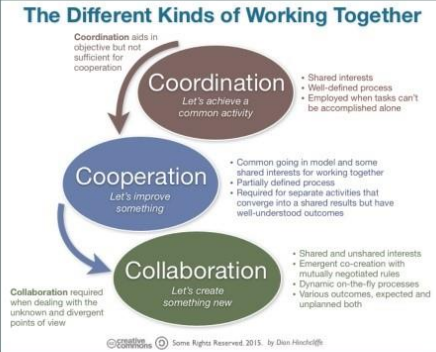 The Different Kinds of Working Together
Coordination aids in
objective but not
sufficient for
cooperation
Coordination
Let's achieve a
common activity
• Shared interests
• Well-defined process
• Employed when tasks can't
be accomplished alone
Cooperation
Let's improve
something
• Common going in model and some
shared interests for working together
• Partially defined process
• Required for separate activities that
converge into a shared results but have
well-understood outcomes
Collaboration
Let's create
something new
• Shared and unshared interests
• Emergent co-creation with
mutually negotiated rules
• Dynamic on-the-fly processes
• Various outcomes, expected and
unplanned both
Collaboration required
when dealing with the
unknown and divergent
points of view
creative commons Some Rights Reserved. 2015. by Dion Hinchcliffe